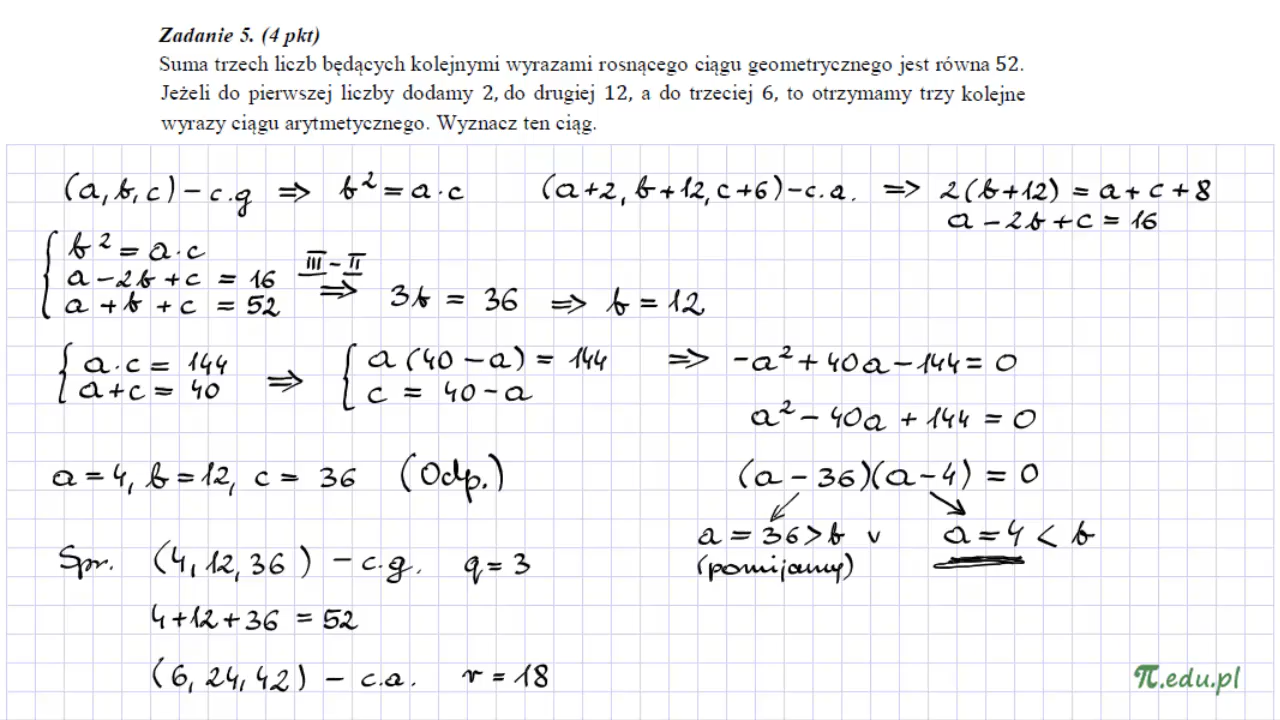 Zadanie 5. (4 pkt)
Suma trzech liczb będących kolejnymi wyrazami rosnącego ciągu geometrycznego jest równa 52.
Jeżeli do pierwszej liczby dodamy 2, do drugiej 12, a do trzeciej 6, to otrzymamy trzy kolejne
wyrazy ciągu arytmetycznego. Wyznacz ten ciąg.
(a, b, c) – c.g ⇒ b² = a·c (a+2, b+12, c+6) – c.a. ⇒ 2(b+12) = a+c+8
a – 2b + c = 16
b² = a·c
a – 2b + c = 16 III – II ⇒ 3b = 36 ⇒ b = 12
a + b + c = 52
a·c = 144 ⇒ a(40 – a) = 144 ⇒ –a² + 40a – 144 = 0
a + c = 40 c = 40 – a
a² – 40a + 144 = 0
a = 4, b = 12, c = 36 (Odp.) (a – 36)(a – 4) = 0
a = 36 > b v a = 4 < b
Spr. (4, 12, 36) – c.g. q = 3 (pomijamy)
4 + 12 + 36 = 52
(6, 24, 42) – c.a. r = 18
π.edu.pl